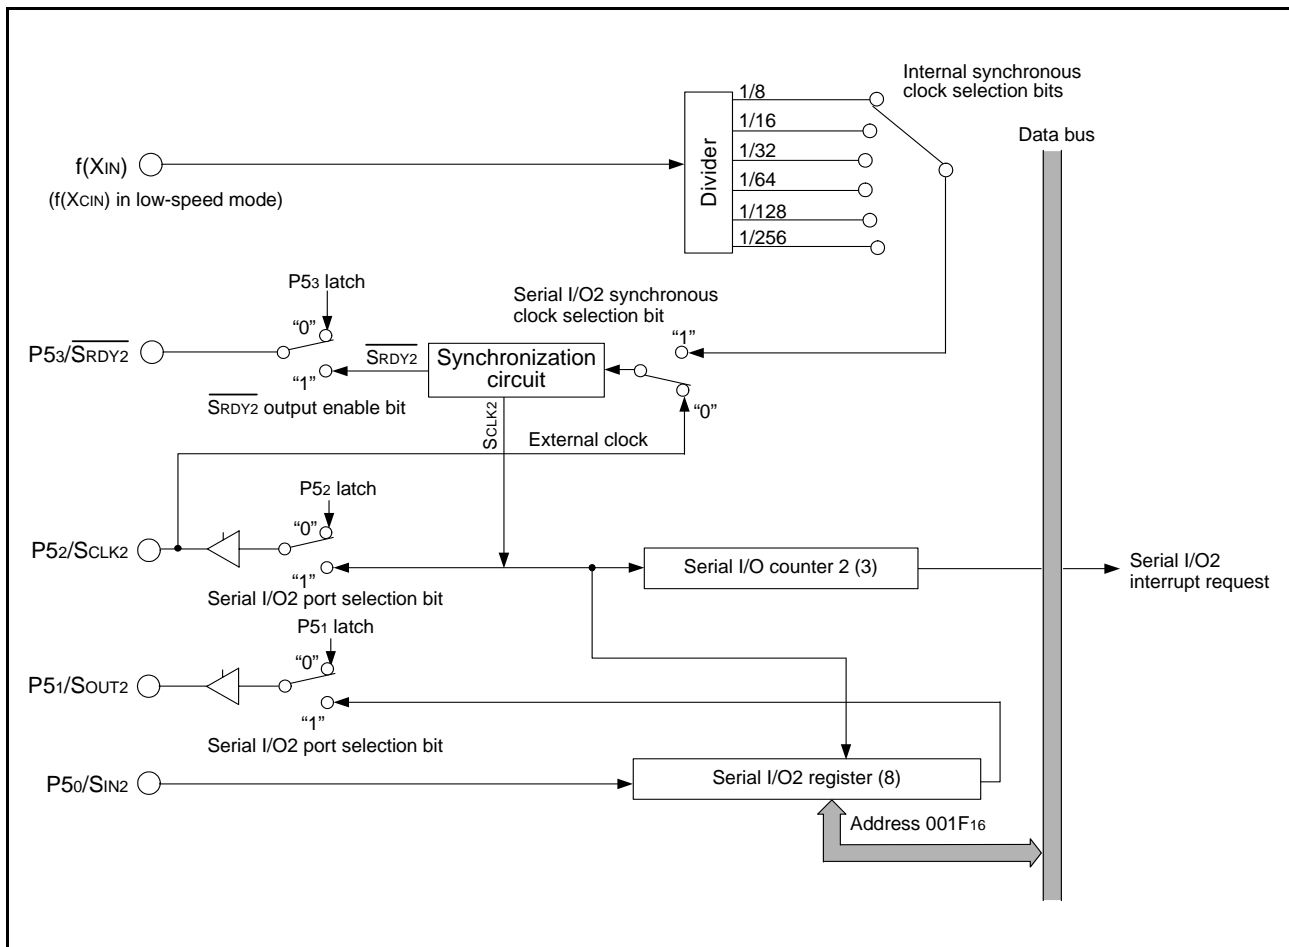 Internal synchronous
clock selection bits
1/8
1/16
1/32
1/64
1/128
1/256
Divider
Data bus
f(XIN)
(f(XCIN) in low-speed mode)
P53 latch
"0"
P53/SRDY2
"1"
SRDY2 output enable bit
SRDY2
Synchronization
circuit
Serial I/O2 synchronous
clock selection bit
"1"
"0"
SCLK2
External clock
P52 latch
"0"
P52/SCLK2
"1"
Serial I/O2 port selection bit
Serial I/O counter 2 (3)
Serial I/O2
interrupt request
P51 latch
"0"
P51/SOUT2
"1"
Serial I/O2 port selection bit
P50/SIN2
Serial I/O2 register (8)
Address 001F16